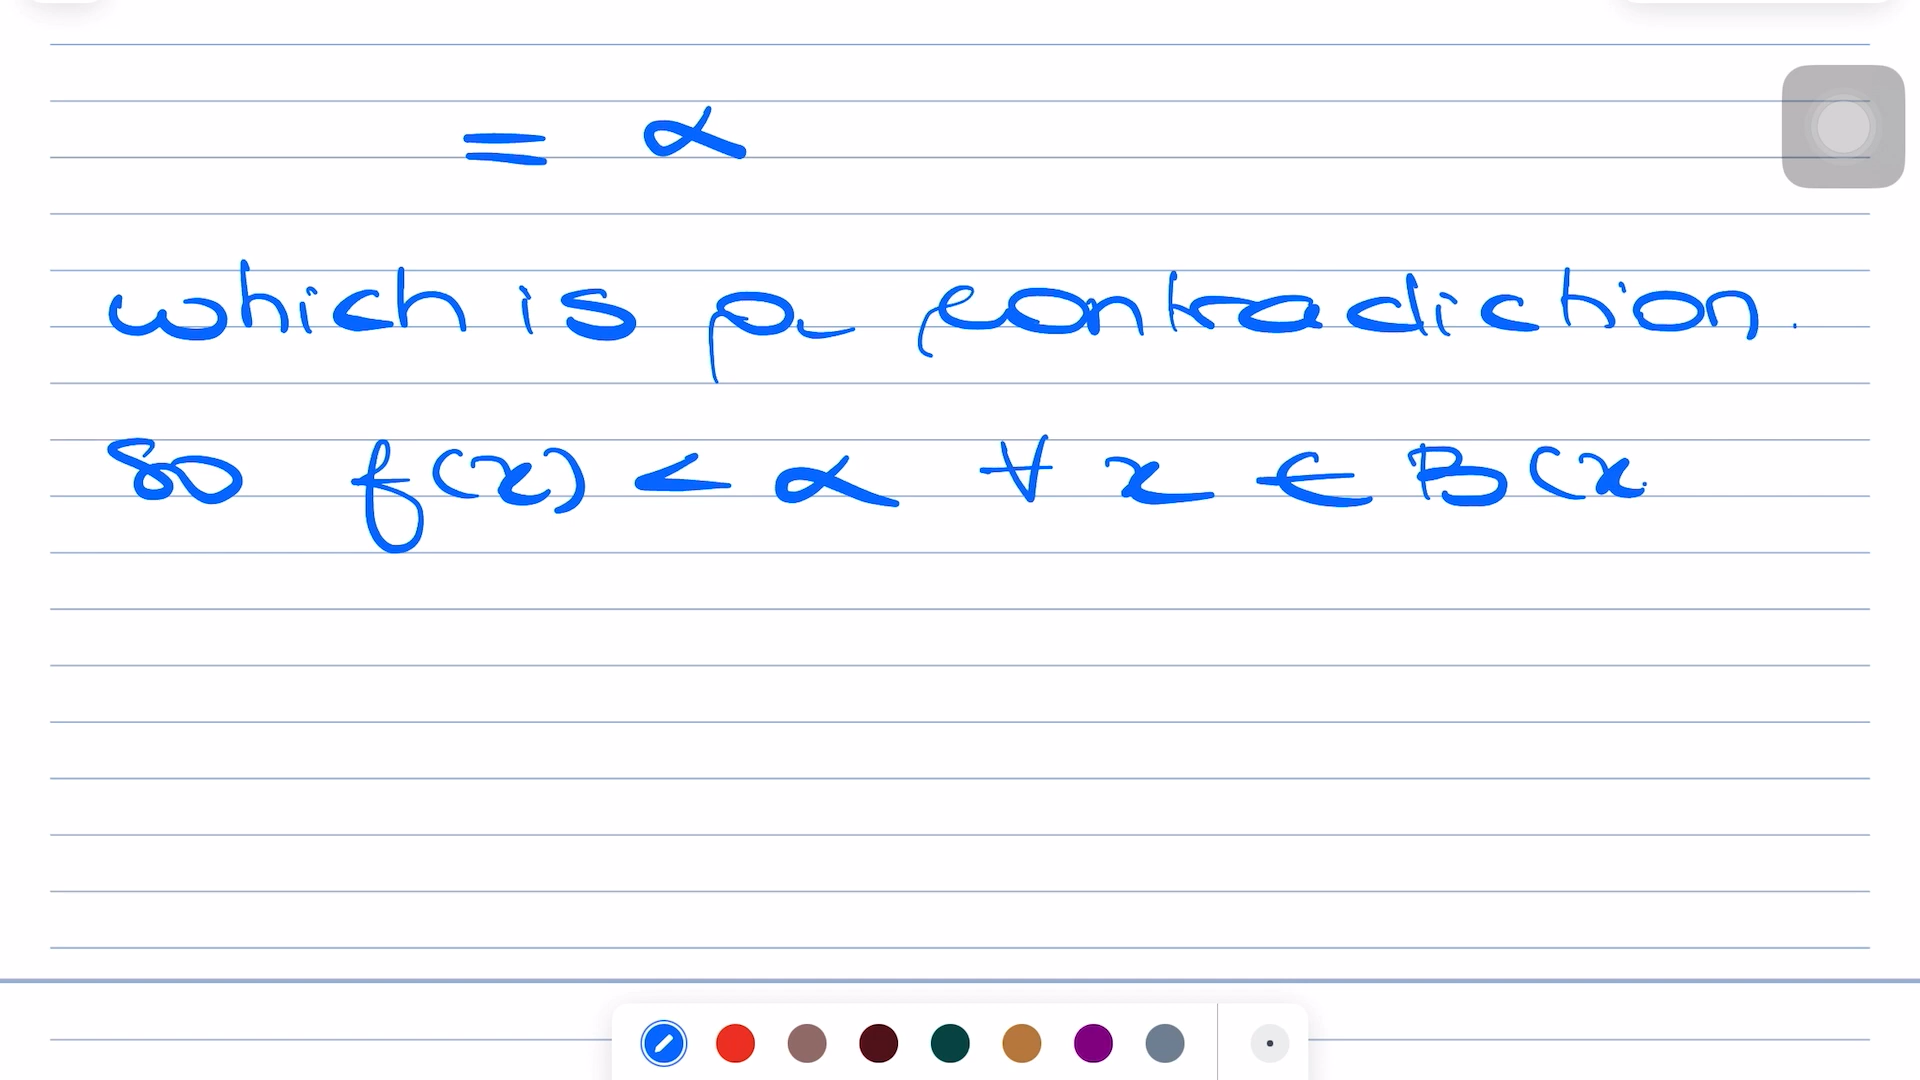 = α
which is a contradiction.
So f(x) < α ∀ x ∈ B(x